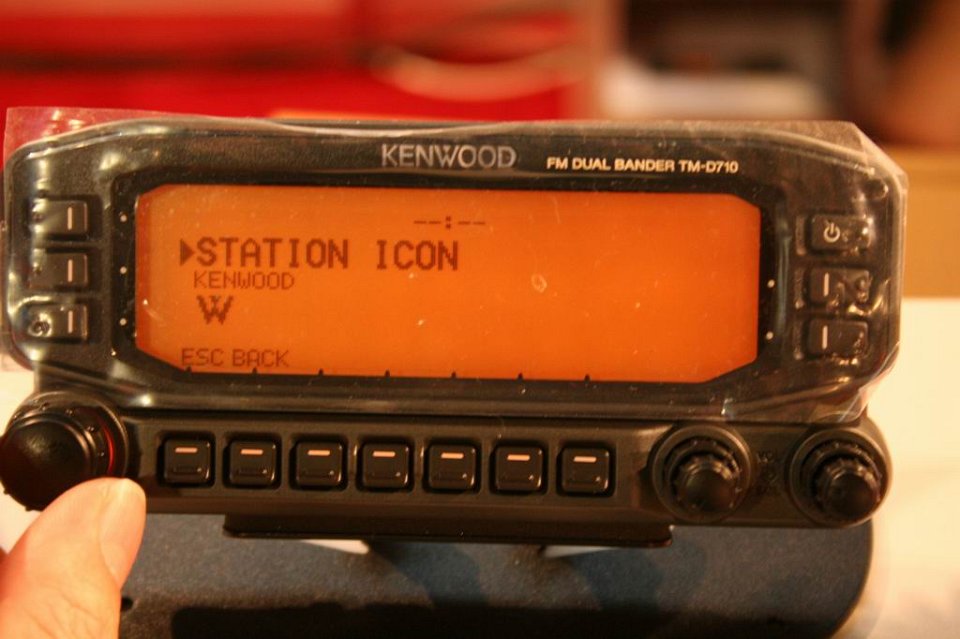 KENWOOD FM DUAL BANDER TM-D710
--:--
▶STATION ICON
KENWOOD
W
ESC BACK